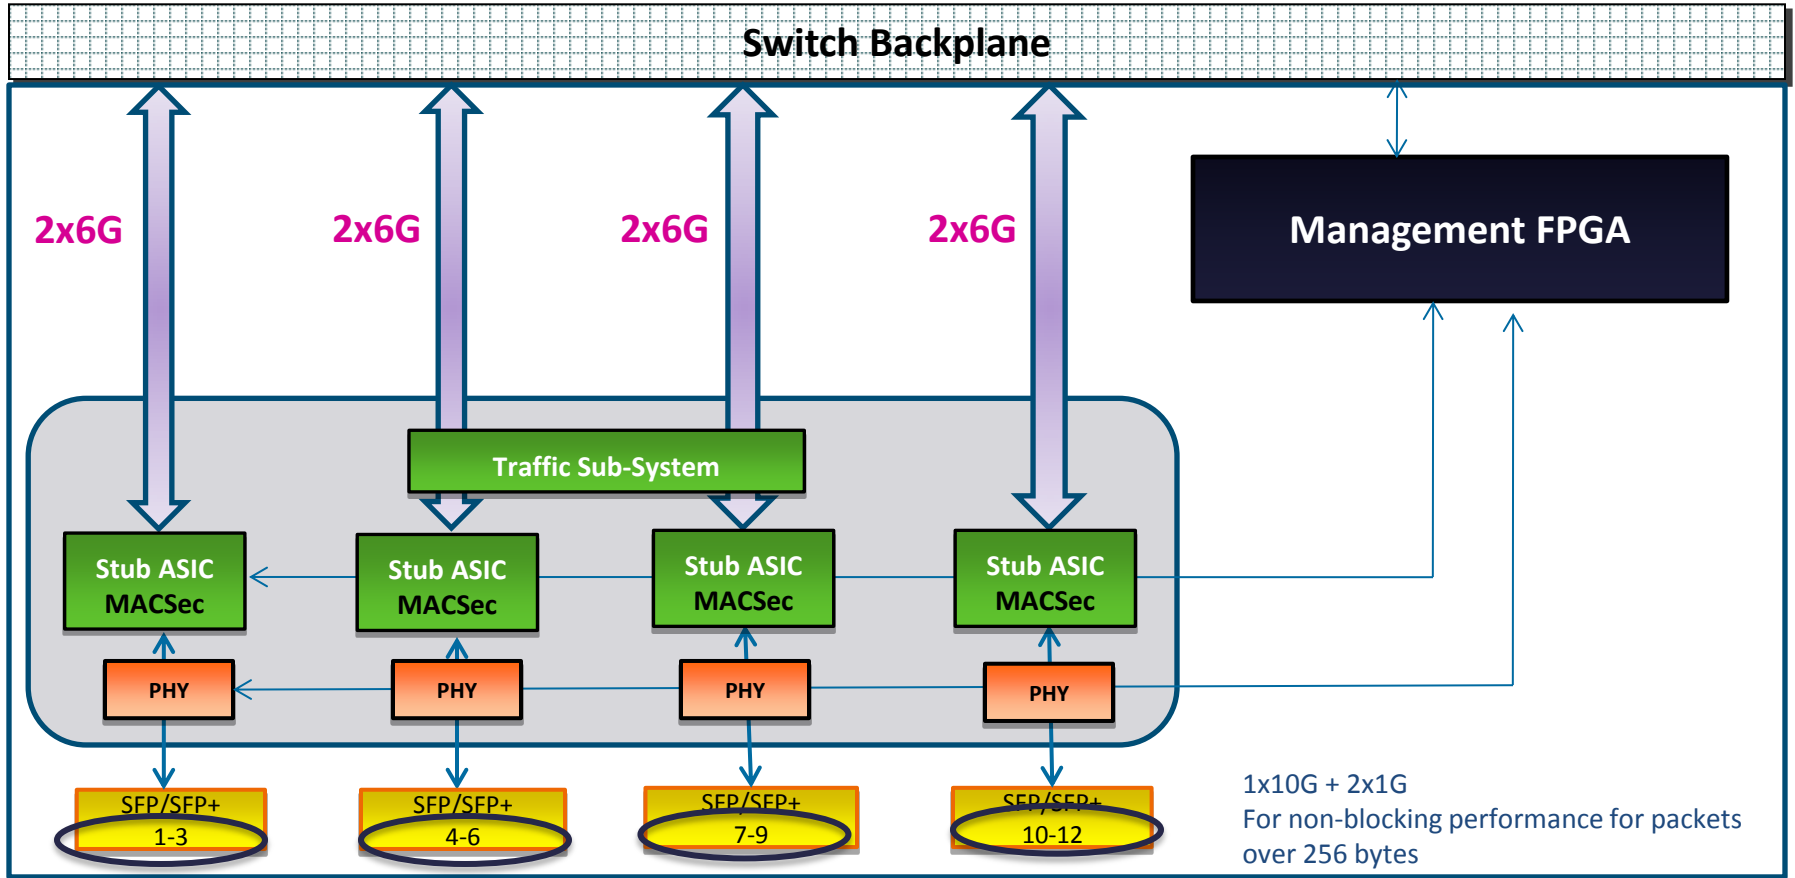 Switch Backplane
2x6G
2x6G
2x6G
2x6G
Management FPGA
Traffic Sub-System
Stub ASIC
MACSec
Stub ASIC
MACSec
Stub ASIC
MACSec
Stub ASIC
MACSec
PHY
PHY
PHY
PHY
SFP/SFP+
1-3
SFP/SFP+
4-6
SFP/SFP+
7-9
SFP/SFP+
10-12
1x10G + 2x1G
For non-blocking performance for packets
over 256 bytes